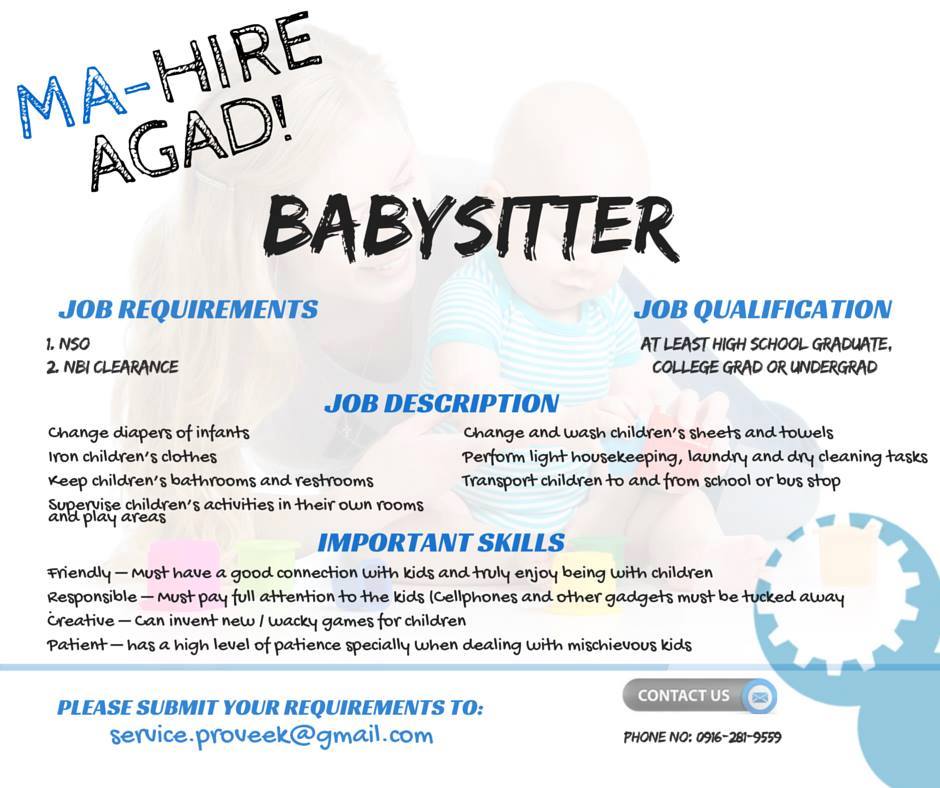 MA-HIRE
AGAD!
BABYSITTER
JOB REQUIREMENTS
1. NSO
2. NBI CLEARANCE
JOB QUALIFICATION
AT LEAST HIGH SCHOOL GRADUATE,
COLLEGE GRAD OR UNDERGRAD
JOB DESCRIPTION
Change diapers of infants
Iron children's clothes
Keep children's bathrooms and restrooms
Supervise children's activities in their own rooms
and play areas
Change and wash children's sheets and towels
Perform light housekeeping, laundry and dry cleaning tasks
Transport children to and from school or bus stop
IMPORTANT SKILLS
Friendly – Must have a good connection with kids and truly enjoy being with children
Responsible – Must pay full attention to the kids (Cellphones and other gadgets must be tucked away
.
Creative – Can invent new / wacky games for children
Patient – has a high level of patience specially when dealing with mischievous kids
PLEASE SUBMIT YOUR REQUIREMENTS TO:
service.proveek@gmail.com
CONTACT US
PHONE NO: 0916-281-9559